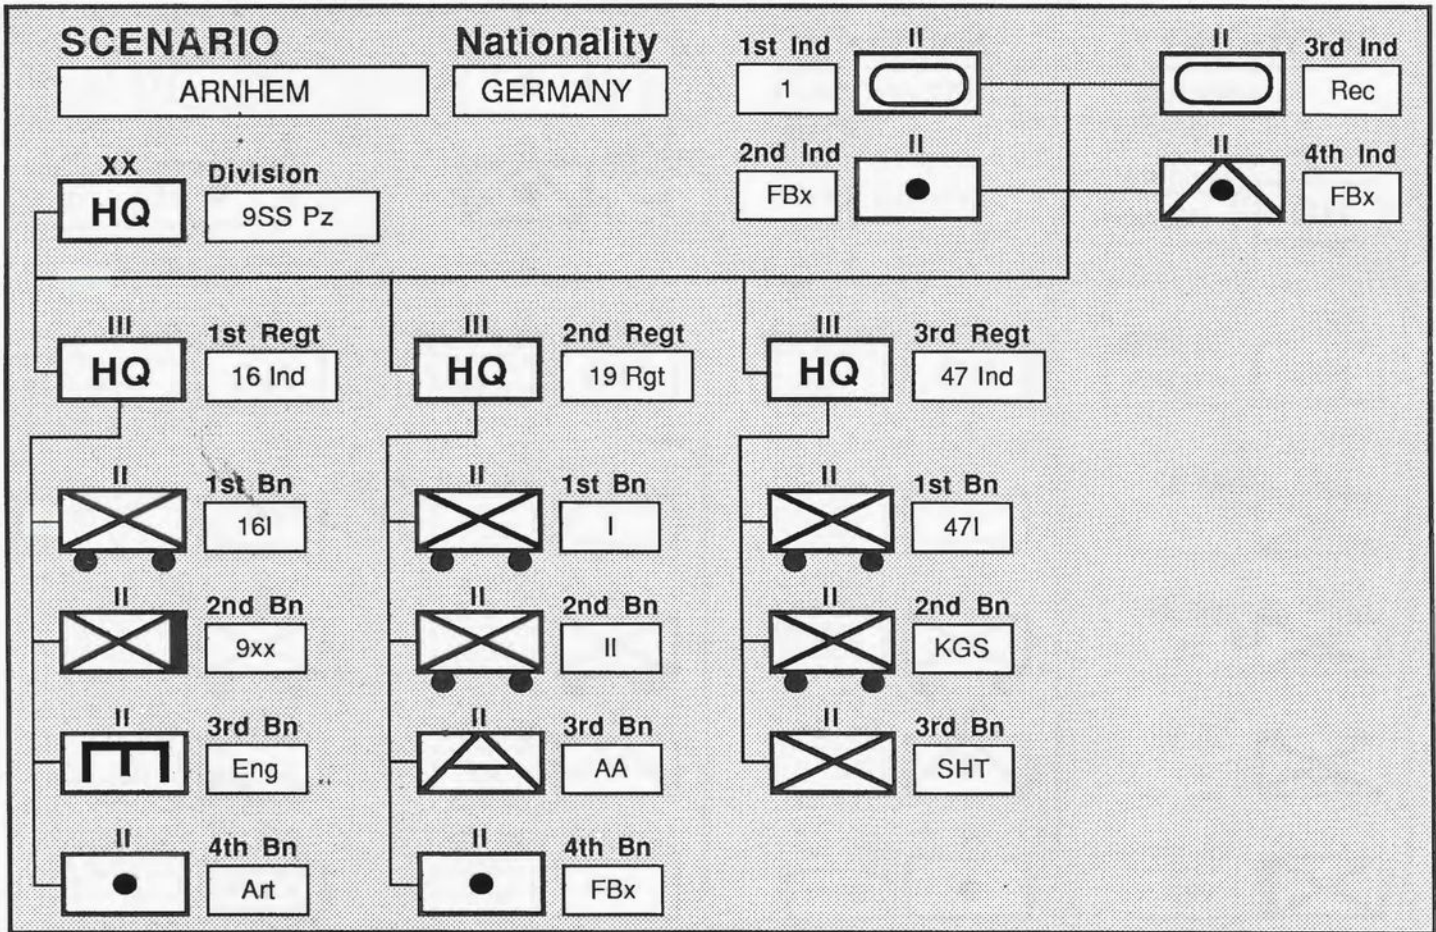 SCENARIO
ARNHEM
Nationality
GERMANY
1st Ind
1
II
II
3rd Ind
Rec
2nd Ind
FBx
II
II
4th Ind
FBx
XX
HQ
Division
9SS Pz
III
HQ
1st Regt
16 Ind
III
HQ
2nd Regt
19 Rgt
III
HQ
3rd Regt
47 Ind
II
1st Bn
16I
II
1st Bn
I
II
1st Bn
47I
II
2nd Bn
9xx
II
2nd Bn
II
II
2nd Bn
KGS
II
3rd Bn
Eng
II
3rd Bn
AA
II
3rd Bn
SHT
II
4th Bn
Art
II
4th Bn
FBx